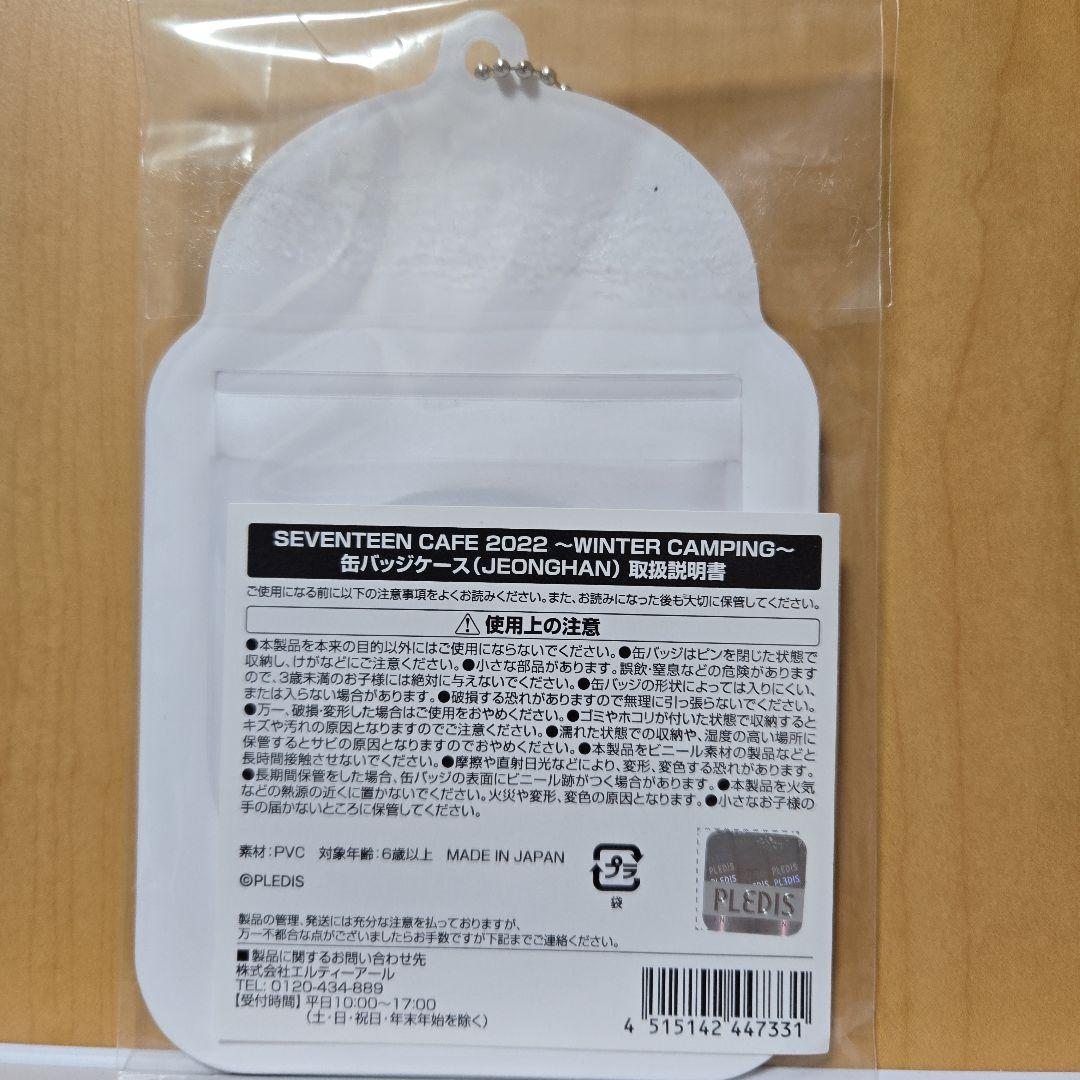 SEVENTEEN CAFE 2022 ～WINTER CAMPING～
缶バッジケース(JEONGHAN) 取扱説明書
ご使用になる前に以下の注意事項をよくお読みください。また、お読みになった後も大切に保管してください。
使用上の注意
●本製品を本来の目的以外にはご使用にならないでください。●缶バッジはピンを閉じた状態で
収納し、けがなどにご注意ください。●小さな部品があります。誤飲・窒息などの危険があります
ので、3歳未満のお子様には絶対に与えないでください。●缶バッジの形状によっては入りにくい、
または入らない場合があります。●破損する恐れがありますので無理に引っ張らないでください。
●万一、破損・変形した場合はご使用をおやめください。●ゴミやホコリが付いた状態で収納すると
キズや汚れの原因となりますのでご注意ください。●濡れた状態での収納や、湿度の高い場所に
保管するとサビの原因となりますのでおやめください。●本製品をビニール素材の製品などと
長時間接触させないでください。●摩擦や直射日光などにより、変形、変色する恐れがあります。
●長期間保管をした場合、缶バッジの表面にビニール跡がつく場合があります。●本製品を火気
などの熱源の近くに置かないでください。火災や変形、変色の原因となります。●小さなお子様の
手の届かないところに保管してください。
素材:PVC 対象年齢:6歳以上 MADE IN JAPAN
©PLEDIS
プラ
袋
PLEDIS PLEDIS
PLEDIS PLEDIS
PLEDIS
製品の管理、発送には充分な注意を払っておりますが、
万一不都合な点がございましたらお手数ですが下記までご連絡ください。
■製品に関するお問い合わせ先
株式会社エルティーアール
TEL: 0120-434-889
【受付時間】平日10:00～17:00
(土・日・祝日・年末年始を除く)
4 515142 447331